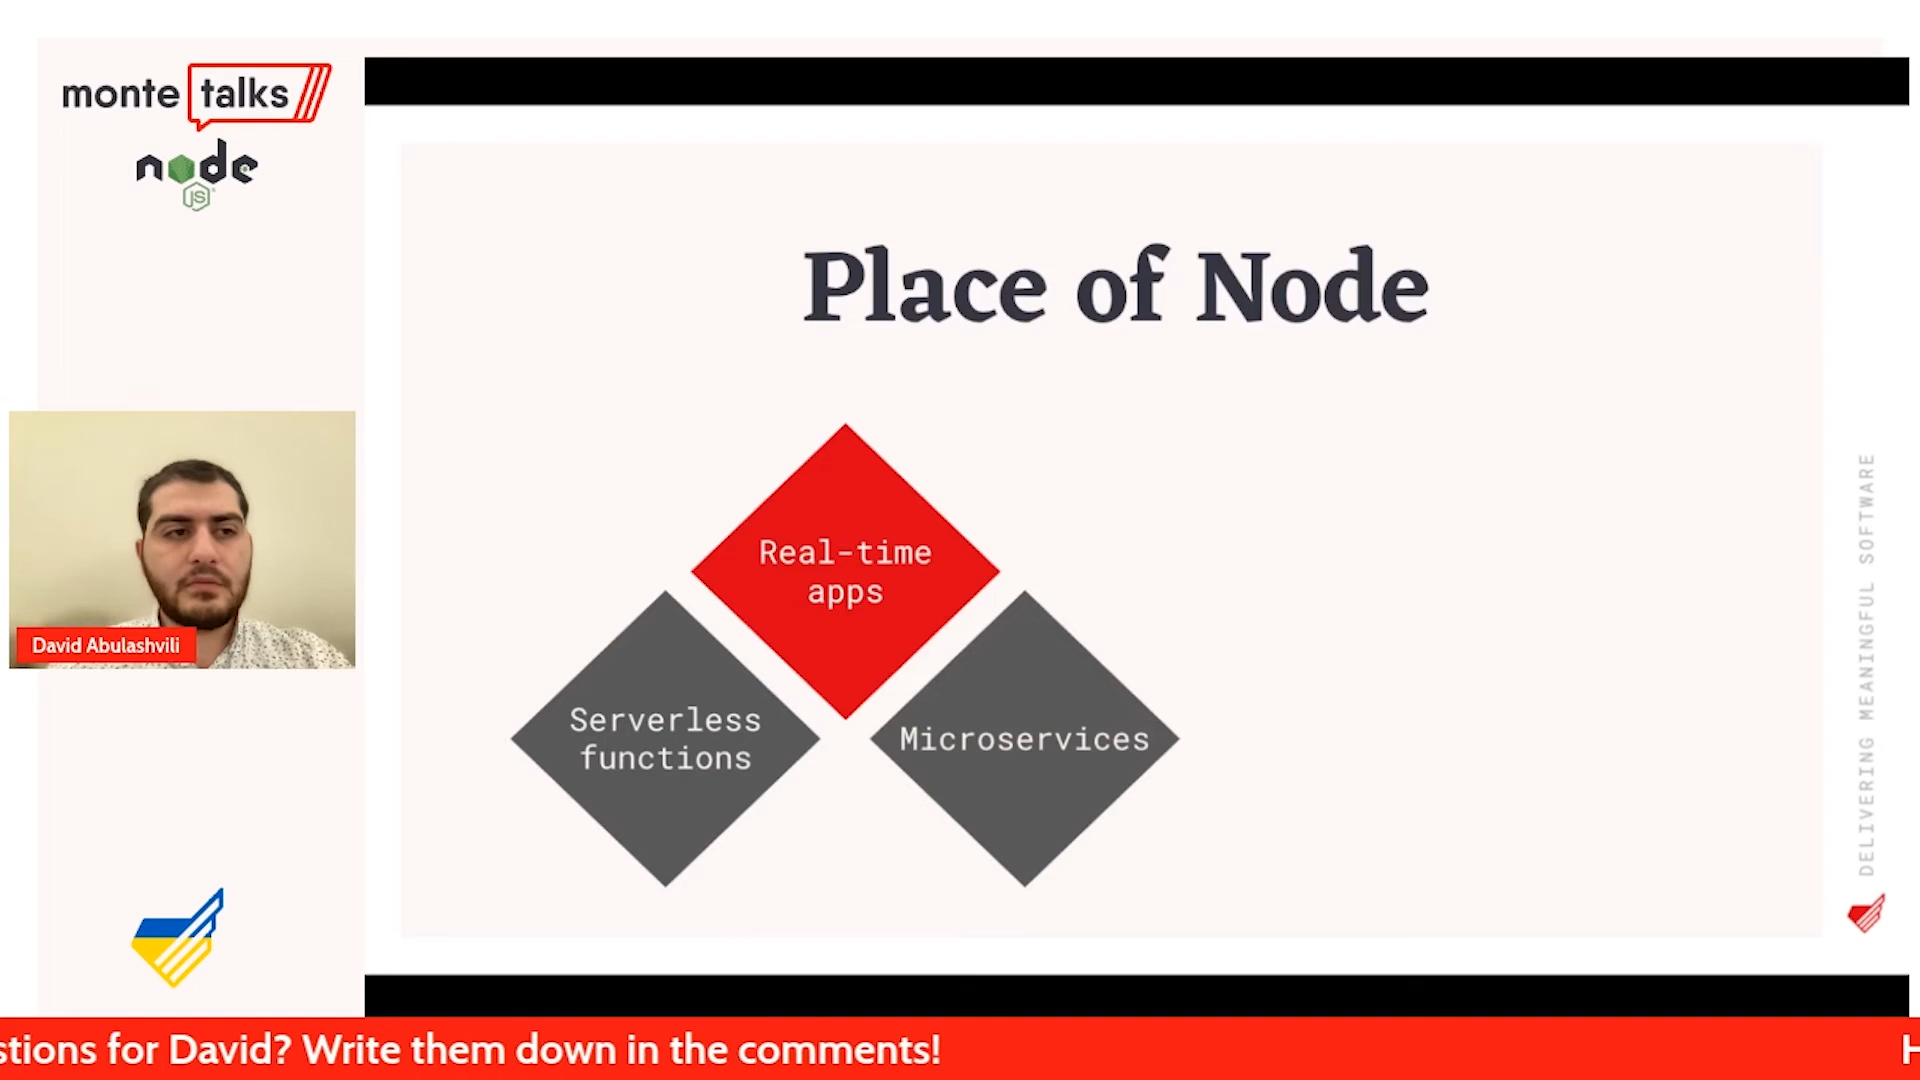 monte talks
node
JS
Place of Node
Real-time
apps
Serverless
functions
Microservices
David Abulashvili
DELIVERING MEANINGFUL SOFTWARE
stions for David? Write them down in the comments!
H